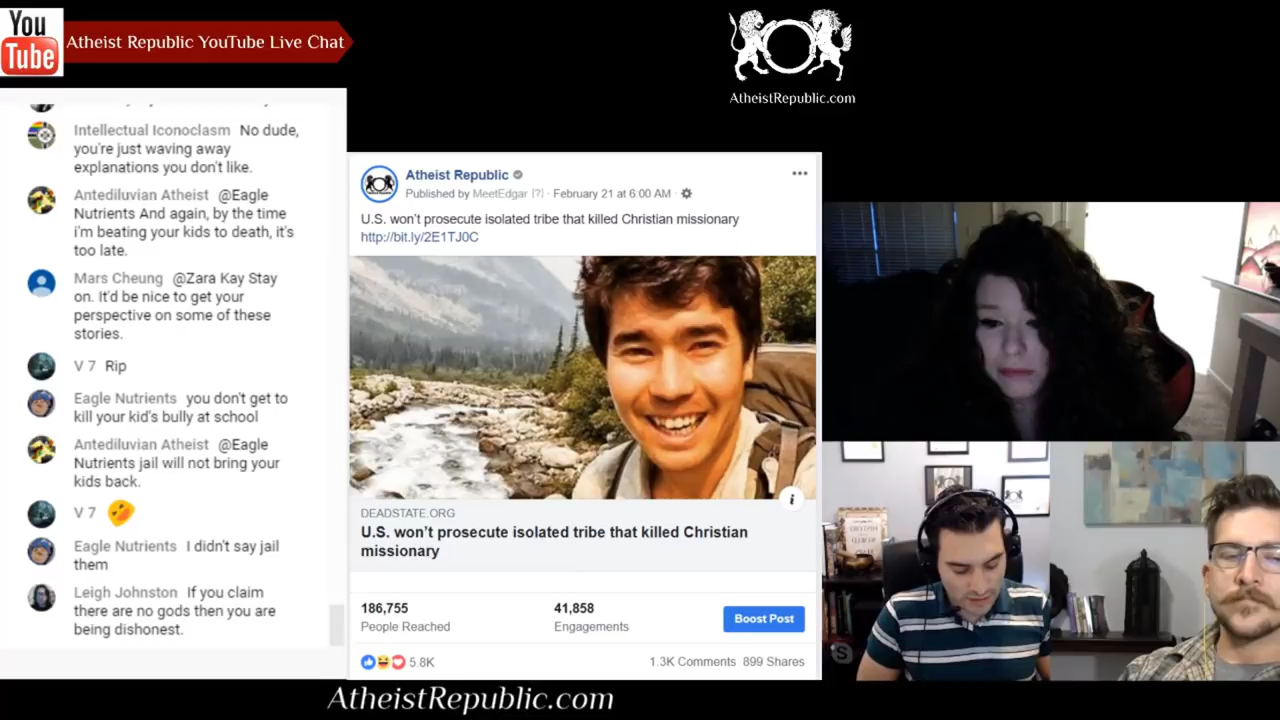 You
Tube
Atheist Republic YouTube Live Chat
AtheistRepublic.com
Intellectual Iconoclasm No dude,
you're just waving away
explanations you don't like.
Antediluvian Atheist @Eagle
Nutrients And again, by the time
i'm beating your kids to death, it's
too late.
Mars Cheung @Zara Kay Stay
on. It'd be nice to get your
perspective on some of these
stories.
V 7 Rip
Eagle Nutrients you don't get to
kill your kid's bully at school
Antediluvian Atheist @Eagle
Nutrients jail will not bring your
kids back.
V 7
Eagle Nutrients I didn't say jail
them
Leigh Johnston If you claim
there are no gods then you are
being dishonest.
Atheist Republic
Published by MeetEdgar [?] · February 21 at 6:00 AM ·
U.S. won't prosecute isolated tribe that killed Christian missionary
http://bit.ly/2E1TJ0C
DEADSTATE.ORG
U.S. won't prosecute isolated tribe that killed Christian
missionary
186,755
People Reached
41,858
Engagements
Boost Post
5.8K
1.3K Comments 899 Shares
AtheistRepublic.com